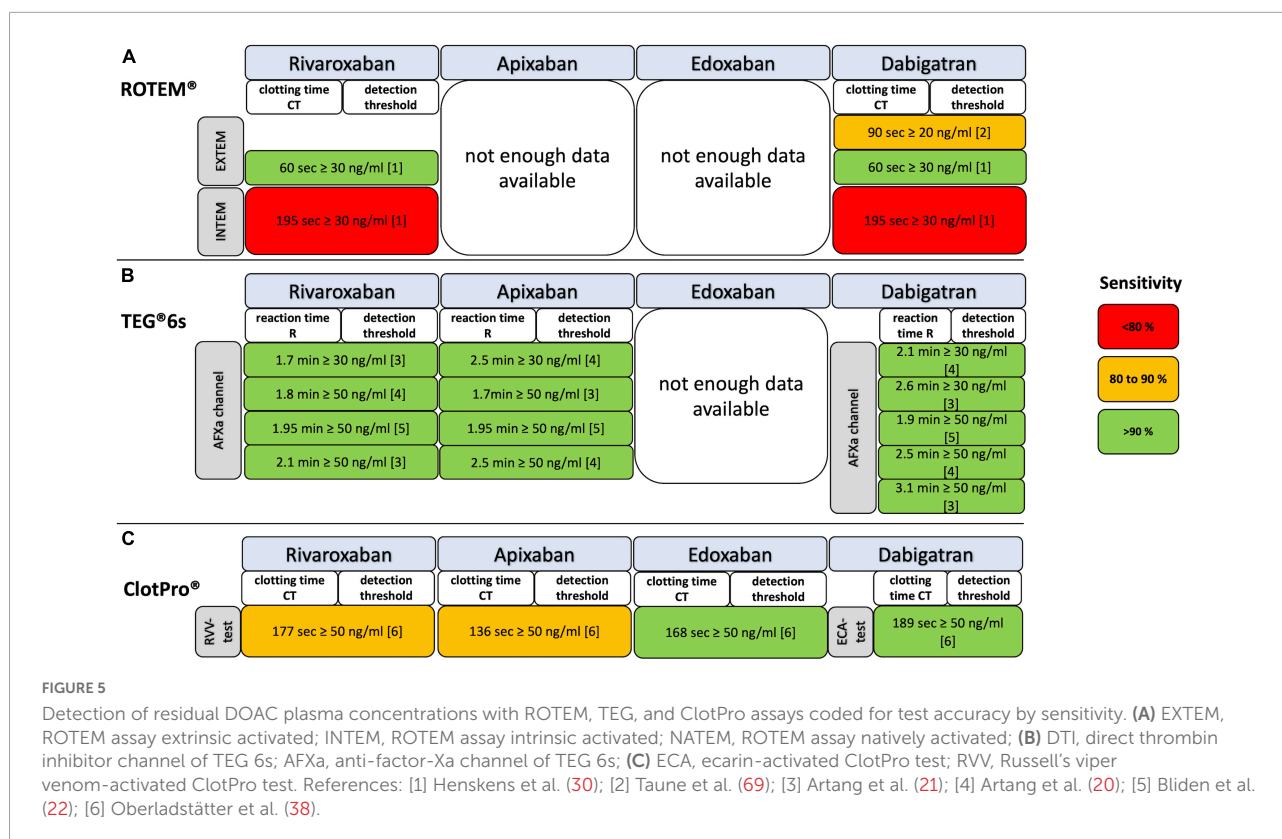 A
ROTEM®
Rivaroxaban
Apixaban
Edoxaban
Dabigatran
clotting time CT
detection threshold
clotting time CT
detection threshold
EXTEM
INTEM
60 sec ≥ 30 ng/ml [1]
195 sec ≥ 30 ng/ml [1]
not enough data available
not enough data available
90 sec ≥ 20 ng/ml [2]
60 sec ≥ 30 ng/ml [1]
195 sec ≥ 30 ng/ml [1]
B
TEG®6s
Rivaroxaban
Apixaban
Edoxaban
Dabigatran
reaction time R
detection threshold
reaction time R
detection threshold
reaction time R
detection threshold
AFXa channel
1.7 min ≥ 30 ng/ml [3]
1.8 min ≥ 50 ng/ml [4]
1.95 min ≥ 50 ng/ml [5]
2.1 min ≥ 50 ng/ml [3]
2.5 min ≥ 30 ng/ml [4]
1.7min ≥ 50 ng/ml [3]
1.95 min ≥ 50 ng/ml [5]
2.5 min ≥ 50 ng/ml [4]
not enough data available
AFXa channel
2.1 min ≥ 30 ng/ml [4]
2.6 min ≥ 30 ng/ml [3]
1.9 min ≥ 50 ng/ml [5]
2.5 min ≥ 50 ng/ml [4]
3.1 min ≥ 50 ng/ml [3]
Sensitivity
<80 %
80 to 90 %
>90 %
C
ClotPro®
Rivaroxaban
Apixaban
Edoxaban
Dabigatran
clotting time CT
detection threshold
clotting time CT
detection threshold
clotting time CT
detection threshold
clotting time CT
detection threshold
RVV-test
177 sec ≥ 50 ng/ml [6]
136 sec ≥ 50 ng/ml [6]
168 sec ≥ 50 ng/ml [6]
ECA-test
189 sec ≥ 50 ng/ml [6]
FIGURE 5
Detection of residual DOAC plasma concentrations with ROTEM, TEG, and ClotPro assays coded for test accuracy by sensitivity. (A) EXTEM,
ROTEM assay extrinsic activated; INTEM, ROTEM assay intrinsic activated; NATEM, ROTEM assay natively activated; (B) DTI, direct thrombin
inhibitor channel of TEG 6s; AFXa, anti-factor-Xa channel of TEG 6s; (C) ECA, ecarin-activated ClotPro test; RVV, Russell's viper
venom-activated ClotPro test. References: [1] Henskens et al. (30); [2] Taune et al. (69); [3] Artang et al. (21); [4] Artang et al. (20); [5] Bliden et al.
(22); [6] Oberladstätter et al. (38).